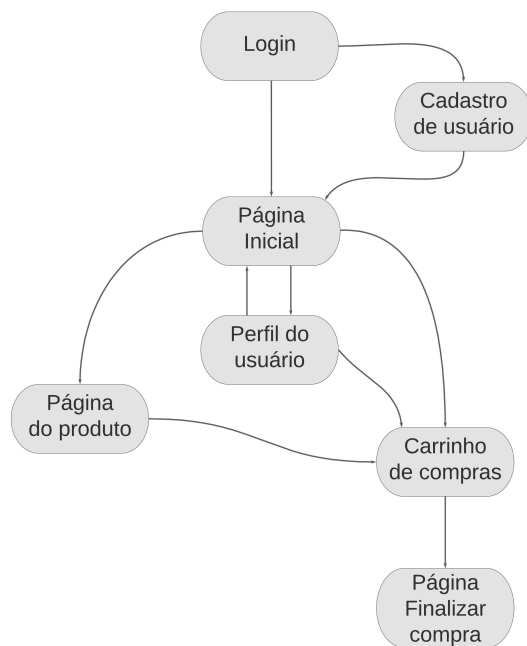 Login
Cadastro
de usuário
Página
Inicial
Perfil do
usuário
Página
do produto
Carrinho
de compras
Página
Finalizar
compra